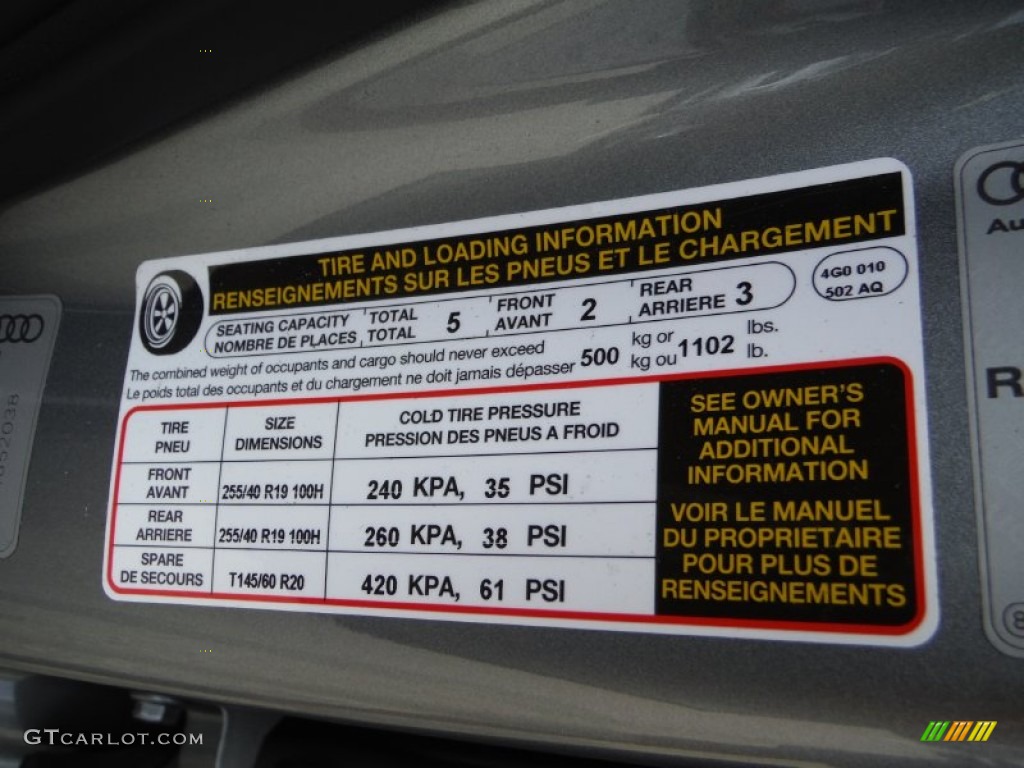 TIRE AND LOADING INFORMATION
RENSEIGNEMENTS SUR LES PNEUS ET LE CHARGEMENT
SEATING CAPACITY TOTAL 5 FRONT 2 REAR 3
NOMBRE DE PLACES TOTAL AVANT ARRIERE
4G0 010
502 AQ
The combined weight of occupants and cargo should never exceed 500 kg or 1102 lbs.
Le poids total des occupants et du chargement ne doit jamais dépasser kg ou lb.
TIRE SIZE COLD TIRE PRESSURE
PNEU DIMENSIONS PRESSION DES PNEUS A FROID
FRONT
AVANT 255/40 R19 100H 240 KPA, 35 PSI
REAR
ARRIERE 255/40 R19 100H 260 KPA, 38 PSI
SPARE
DE SECOURS T145/60 R20 420 KPA, 61 PSI
SEE OWNER'S
MANUAL FOR
ADDITIONAL
INFORMATION
VOIR LE MANUEL
DU PROPRIETAIRE
POUR PLUS DE
RENSEIGNEMENTS
Au
R
GTCARLOT.COM